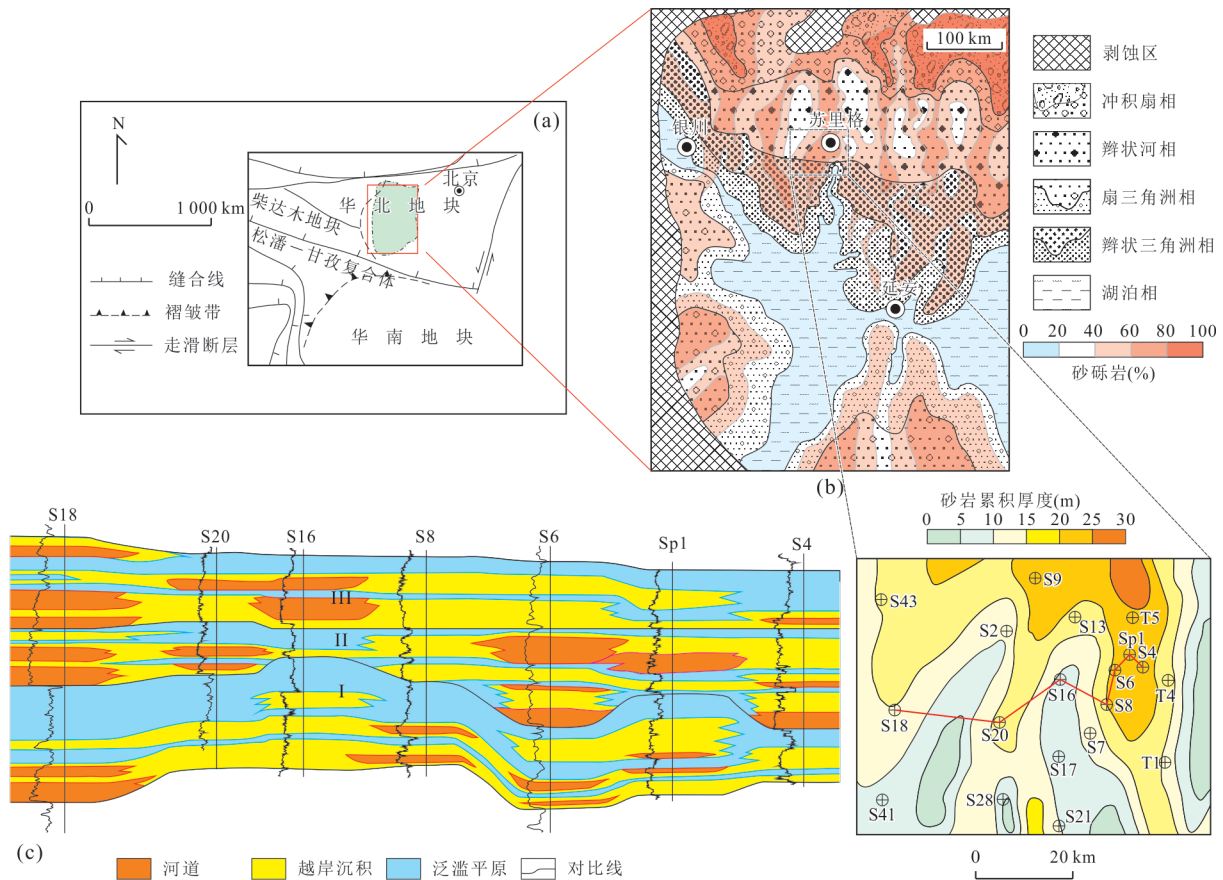 (a)
N
0 1 000 km
缝合线
褶皱带
走滑断层
北京
华北地块
柴达木地块
松潘—甘孜复合体
华南地块
100 km
银川
苏里格
延安
(b)
剥蚀区
冲积扇相
辫状河相
扇三角洲相
辫状三角洲相
湖泊相
0 20 40 60 80 100
砂砾岩(%)
砂岩累积厚度(m)
0 5 10 15 20 25 30
S9
S43
S13
T5
S2
Sp1
S4
S6
S16
T4
S18
S8
S20
S7
S17
T1
S41
S28
S21
0 20 km
S18
S20
S16
S8
S6
Sp1
S4
III
II
I
(c)
河道
越岸沉积
泛滥平原
对比线